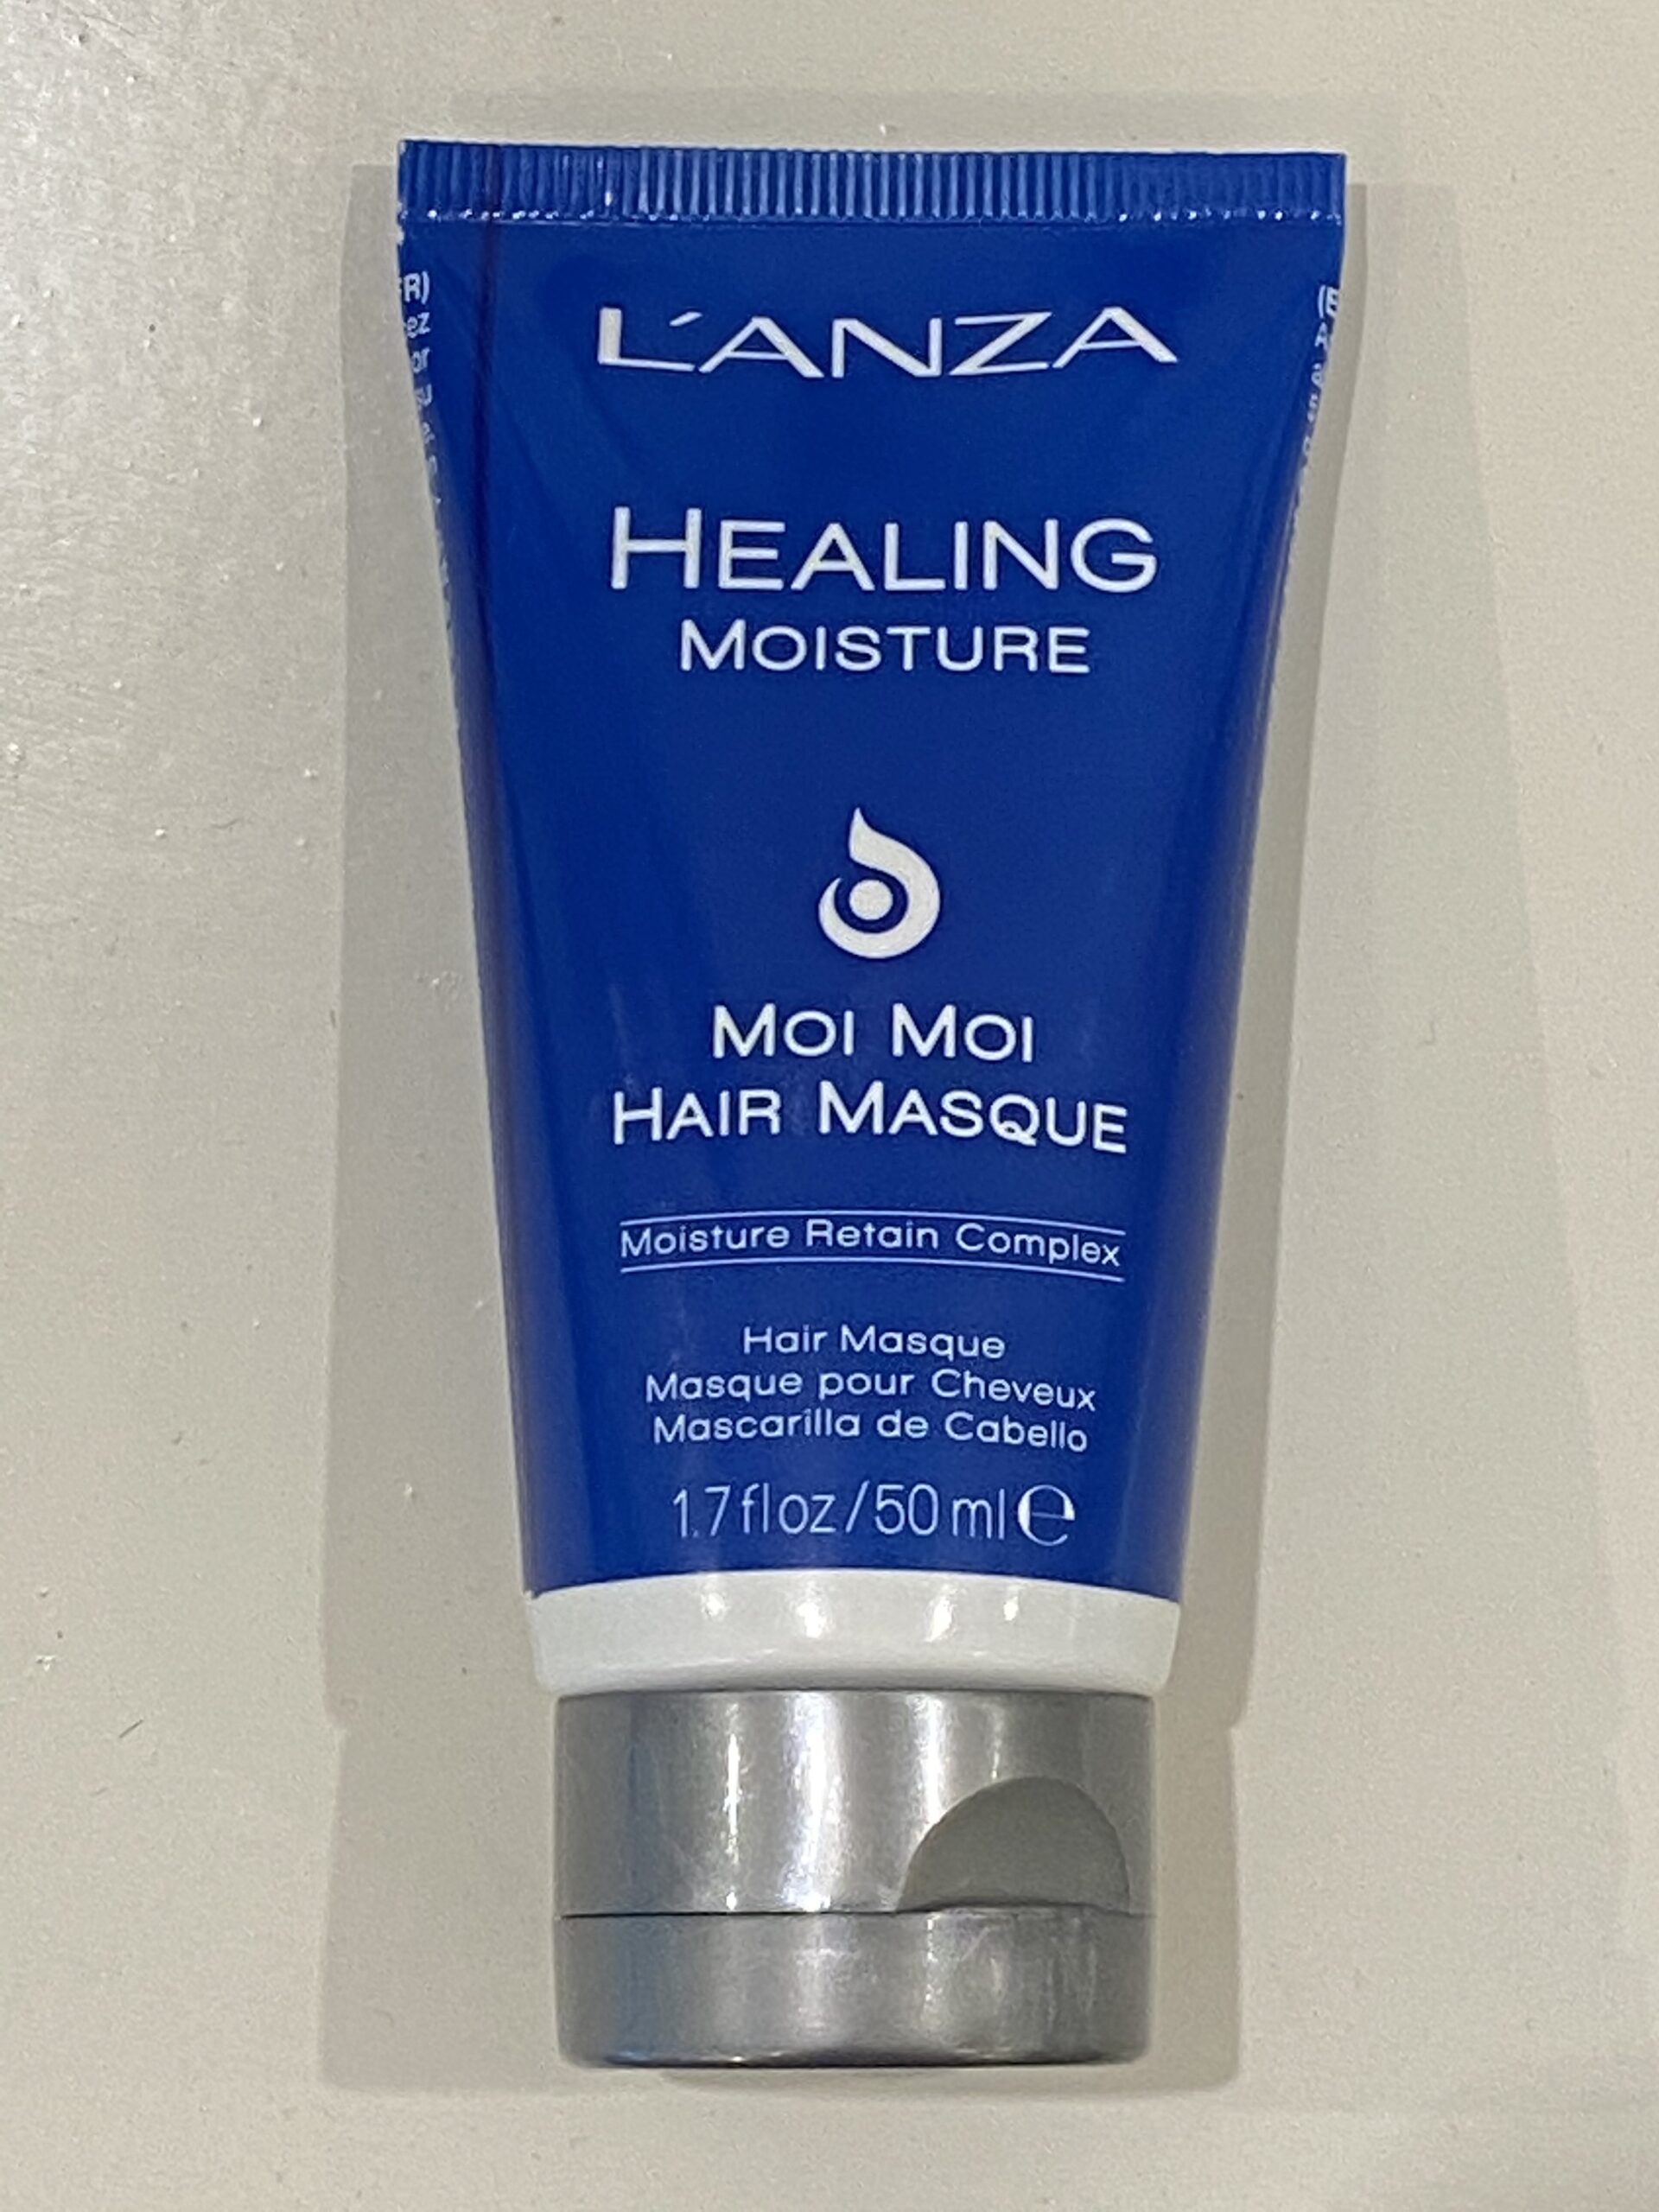 L'ANZA
HEALING
MOISTURE
MOI MOI
HAIR MASQUE
Moisture Retain Complex
Hair Masque
Masque pour Cheveux
Mascarilla de Cabello
1.7 fl oz/50 ml ℮